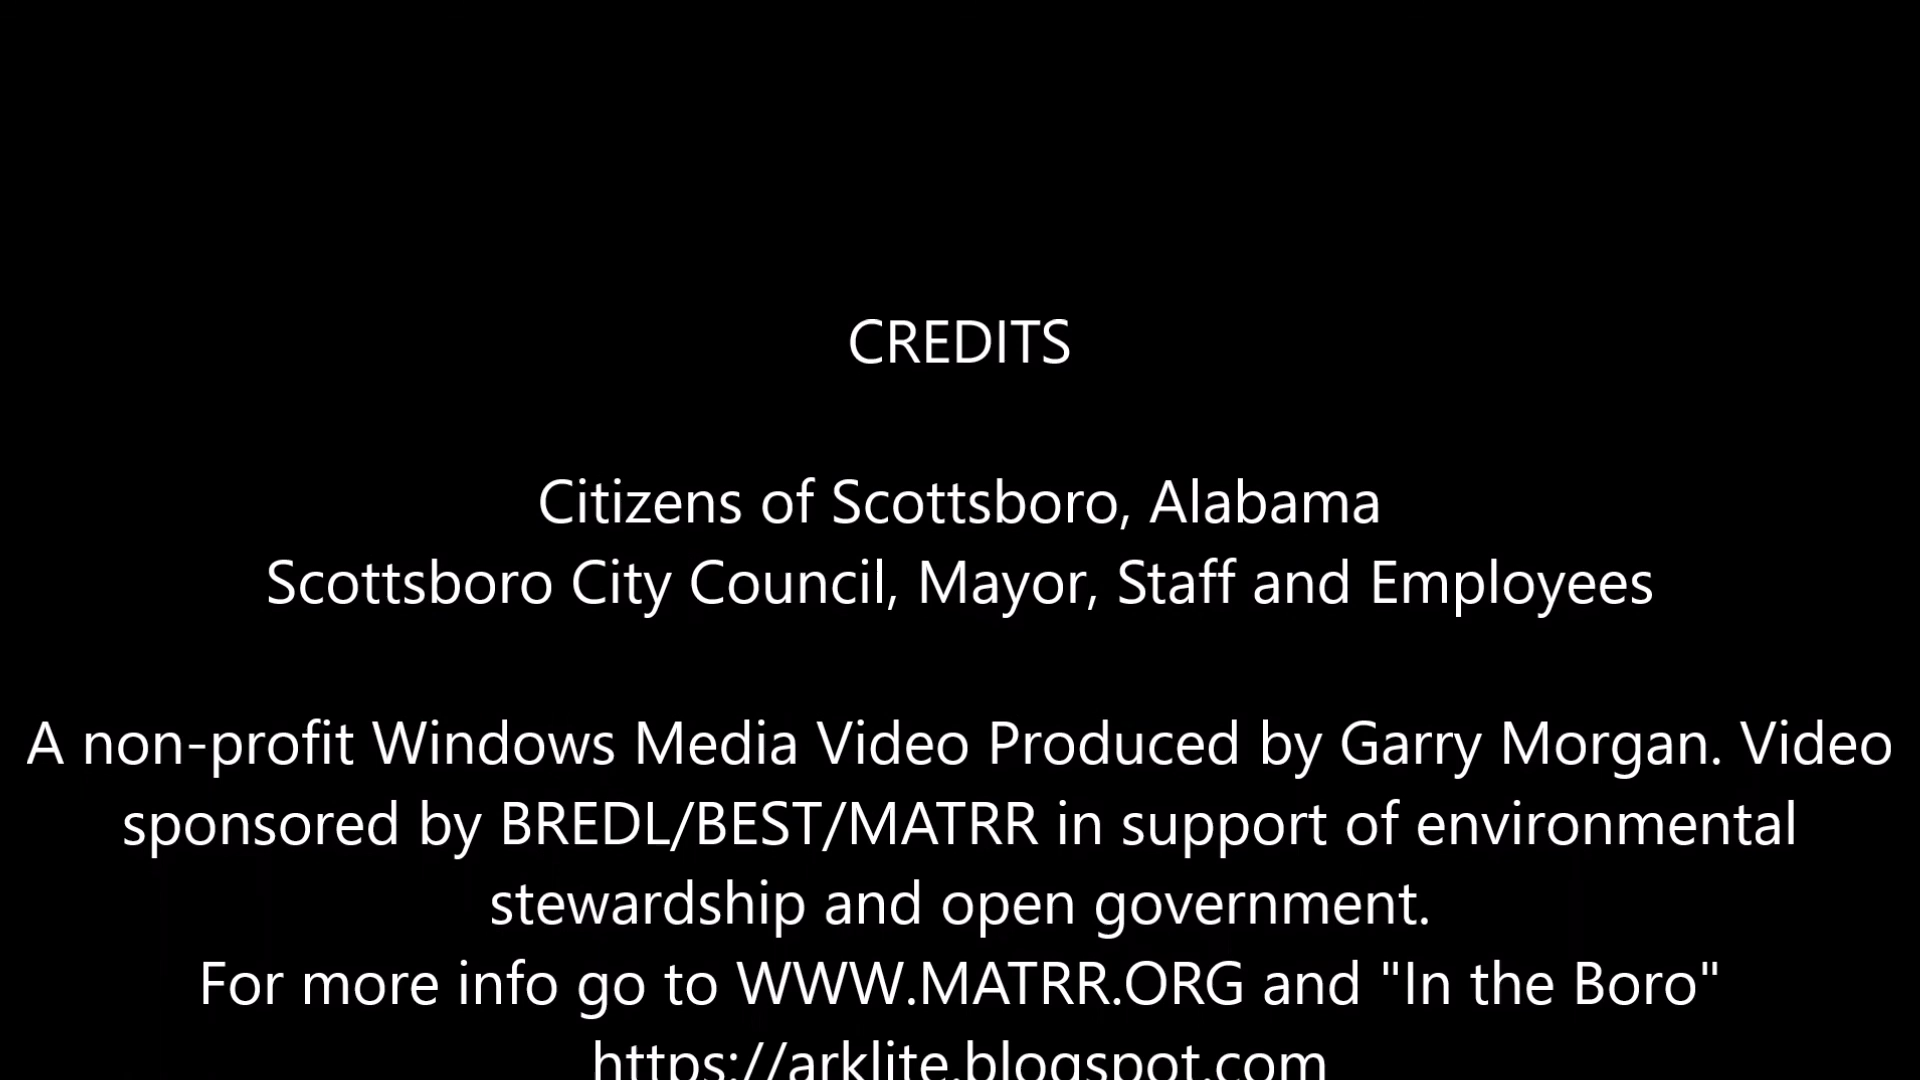 CREDITS
Citizens of Scottsboro, Alabama
Scottsboro City Council, Mayor, Staff and Employees
A non-profit Windows Media Video Produced by Garry Morgan. Video
sponsored by BREDL/BEST/MATRR in support of environmental
stewardship and open government.
For more info go to WWW.MATRR.ORG and "In the Boro"
https://arklite.blogspot.com